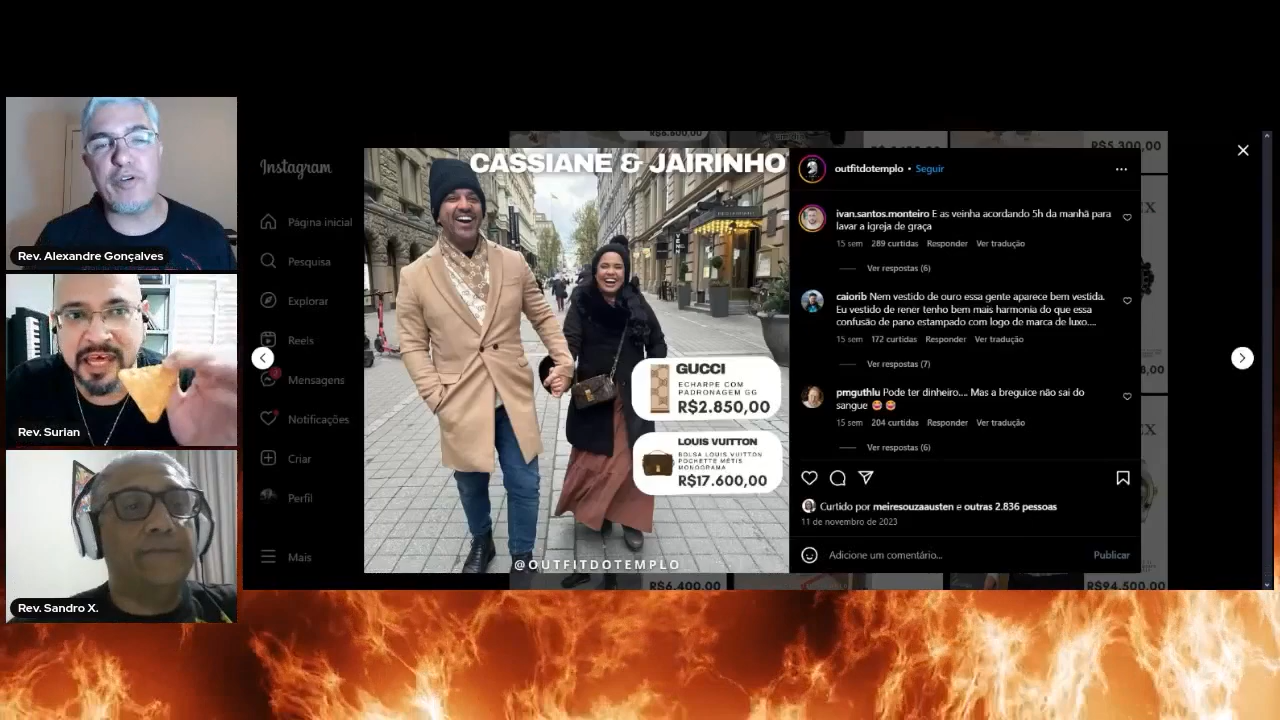 Rev. Alexandre Gonçalves
Rev. Surian
Rev. Sandro X.
Instagram
Página inicial
Pesquisa
Explorar
Reels
Mensagens
Notificações
Criar
Perfil
Mais
R$5.300,00
CASSIANE & JAIRINHO
GUCCI
ECHARPE COM
PADRONAGEM GG
R$2.850,00
LOUIS VUITTON
BOLSA LOUIS VUITTON
POCHETTE MÉTIS
MONOGRAMA
R$17.600,00
@OUTFITDOTEMPLO
outfitdotemplo • Seguir
ivan.santos.monteiro E as veinha acordando 5h da manhã para
lavar a igreja de graça
15 sem 289 curtidas Responder Ver tradução
Ver respostas (6)
caiorib Nem vestido de ouro essa gente aparece bem vestida.
Eu vestido de rener tenho bem mais harmonia do que essa
confusão de pano estampado com logo de marca de luxo....
15 sem 172 curtidas Responder Ver tradução
Ver respostas (7)
pmguthlu Pode ter dinheiro.... Mas a breguice não sai do
sangue
15 sem 204 curtidas Responder Ver tradução
Ver respostas (6)
Curtido por meiresouzaausten e outras 2.836 pessoas
11 de novembro de 2023
Adicione um comentário...
Publicar
R$6.400,00
R$94.500,00